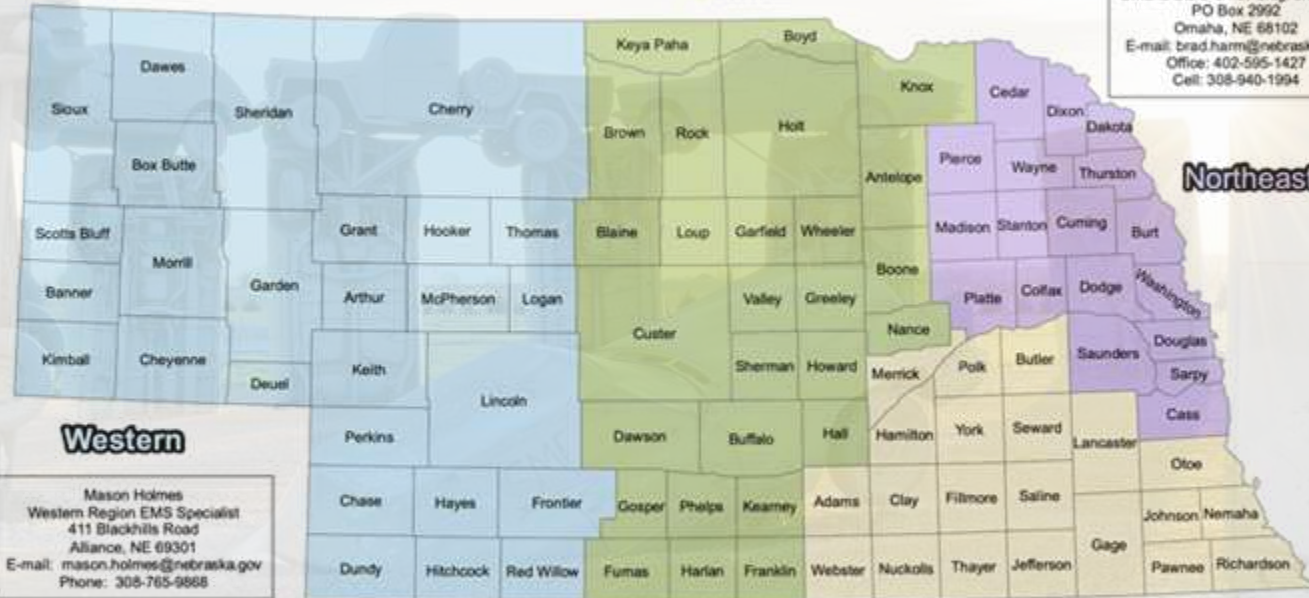 PO Box 2992
Omaha, NE 68102
E-mail: brad.harm@nebras
Office: 402-595-1427
Cell: 308-940-1994
Keya Paha
Boyd
Dawes
Sioux
Sheridan
Cherry
Knox
Cedar
Dixon
Dakota
Brown
Rock
Holt
Box Butte
Antelope
Pierce
Wayne
Thurston
Northeast
Scotts Bluff
Grant
Hooker
Thomas
Blaine
Loup
Garfield
Wheeler
Madison
Stanton
Cuming
Burt
Morrill
Boone
Banner
Garden
Arthur
McPherson
Logan
Valley
Greeley
Platte
Colfax
Dodge
Washington
Custer
Nance
Kimball
Cheyenne
Deuel
Keith
Sherman
Howard
Merrick
Polk
Butler
Saunders
Douglas
Sarpy
Lincoln
Cass
Western
Perkins
Dawson
Buffalo
Hall
Hamilton
York
Seward
Lancaster
Otoe
Mason Holmes
Western Region EMS Specialist
411 Blackhills Road
Alliance, NE 69301
E-mail: mason.holmes@nebraska.gov
Phone: 308-765-9868
Chase
Hayes
Frontier
Gosper
Phelps
Kearney
Adams
Clay
Fillmore
Saline
Johnson
Nemaha
Gage
Dundy
Hitchcock
Red Willow
Furnas
Harlan
Franklin
Webster
Nuckolls
Thayer
Jefferson
Pawnee
Richardson